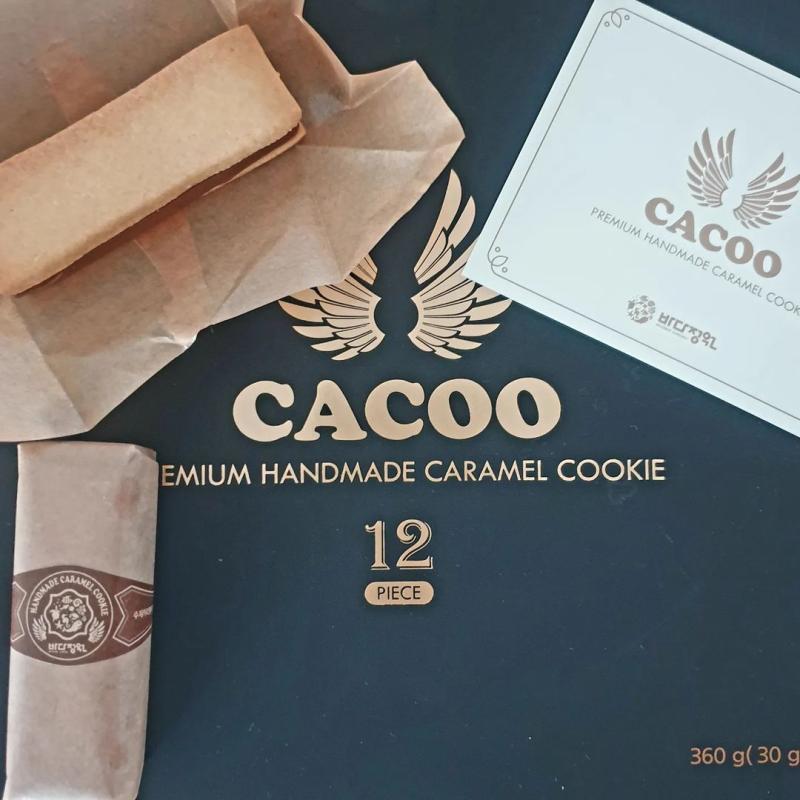 CACOO
PREMIUM HANDMADE CARAMEL COOK
바다정원
CACOO
EMIUM HANDMADE CARAMEL COOKIE
12
PIECE
HANDMADE CARAMEL COOKIE
바다정원
360 g( 30 g